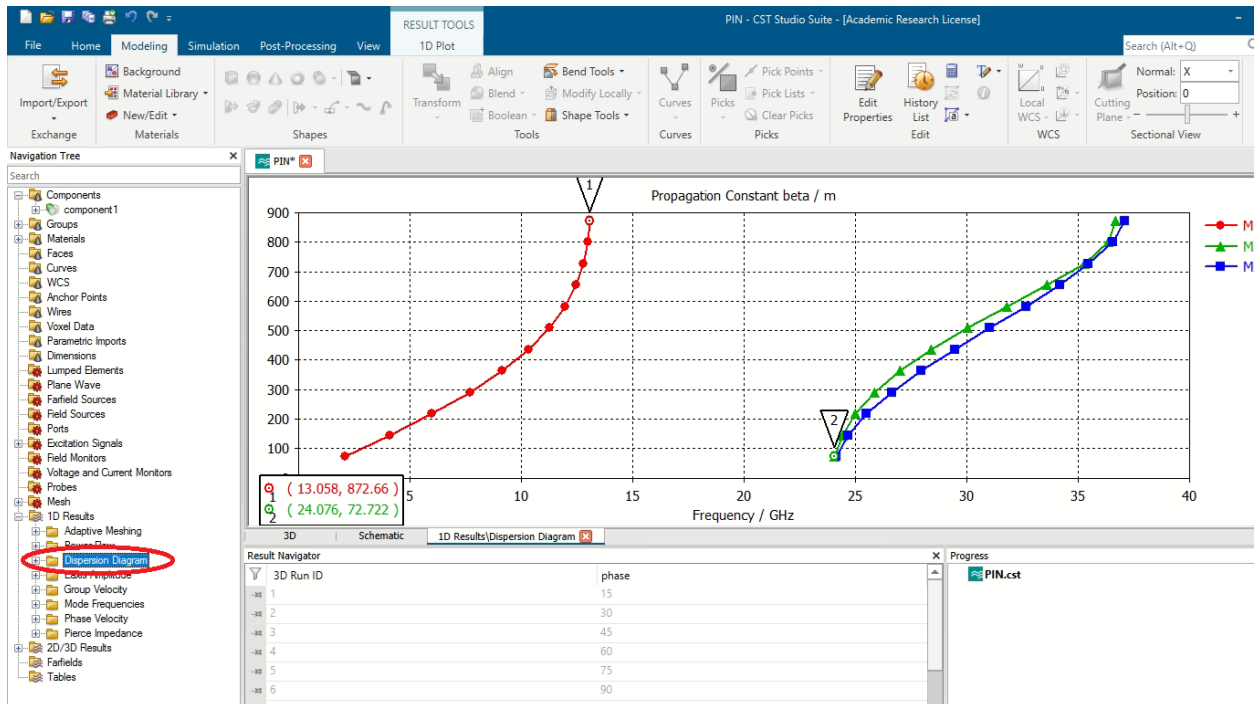 RESULT TOOLS
PIN - CST Studio Suite - [Academic Research License]
File Home Modeling Simulation Post-Processing View 1D Plot
Search (Alt+Q)
Import/Export
Exchange
Background
Material Library
New/Edit
Materials
Shapes
Transform
Align
Blend
Boolean
Bend Tools
Modify Locally
Shape Tools
Tools
Curves
Curves
Picks
Pick Points
Pick Lists
Clear Picks
Picks
Edit
Properties
History
List
Edit
Local
WCS
WCS
Cutting
Plane
Normal: X
Position: 0
Sectional View
Navigation Tree
Search
Components
component1
Groups
Materials
Faces
Curves
WCS
Anchor Points
Wires
Voxel Data
Parametric Imports
Dimensions
Lumped Elements
Plane Wave
Farfield Sources
Field Sources
Ports
Excitation Signals
Field Monitors
Voltage and Current Monitors
Probes
Mesh
1D Results
Adaptive Meshing
Power Flow
Dispersion Diagram
Group Velocity
Mode Frequencies
Phase Velocity
Pierce Impedance
2D/3D Results
Farfields
Tables
PIN*
Propagation Constant beta / m
900
800
700
600
500
400
300
200
100
1
2
M
M
M
1 ( 13.058, 872.66 )
2 ( 24.076, 72.722 )
5 10 15 20 25 30 35 40
Frequency / GHz
3D Schematic 1D Results\Dispersion Diagram
Result Navigator
3D Run ID phase
1 15
2 30
3 45
4 60
5 75
6 90
Progress
PIN.cst